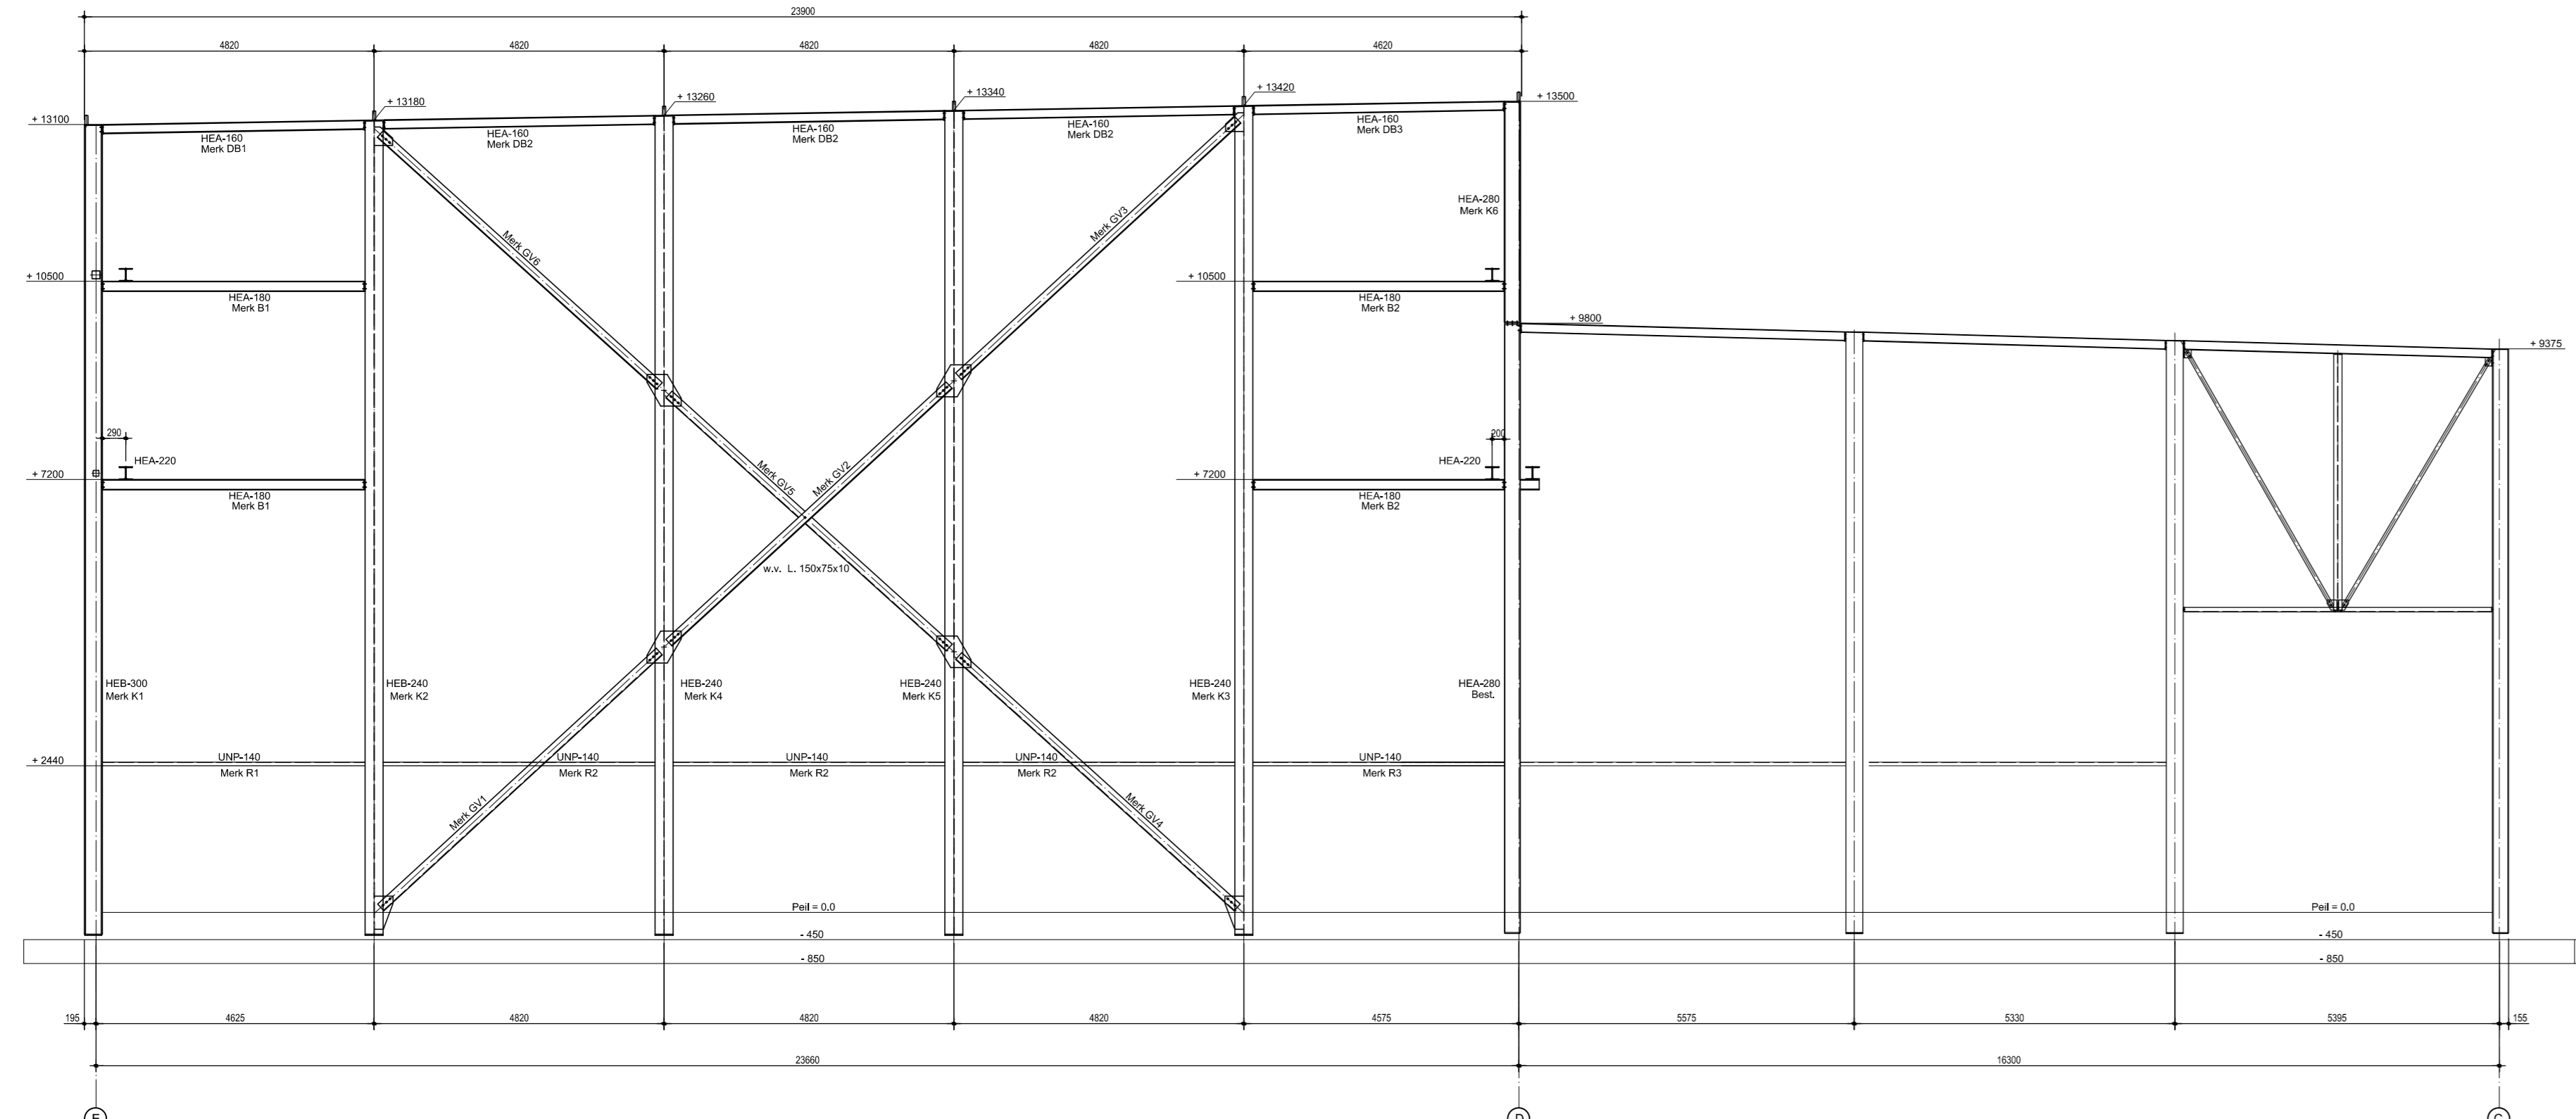 23900
4820 4820 4820 4820 4620
+ 13100
+ 13180
+ 13260
+ 13340
+ 13420
+ 13500
HEA-160
Merk DB1
HEA-160
Merk DB2
HEA-160
Merk DB2
HEA-160
Merk DB2
HEA-160
Merk DB3
HEA-280
Merk K6
Merk GV6
Merk GV3
+ 10500
HEA-180
Merk B1
+ 10500
HEA-180
Merk B2
+ 9800
+ 9375
290
HEA-220
+ 7200
HEA-180
Merk B1
200
HEA-220
+ 7200
HEA-180
Merk B2
Merk GV5
Merk GV2
w.v. L. 150x75x10
HEB-300
Merk K1
HEB-240
Merk K2
HEB-240
Merk K4
HEB-240
Merk K5
HEB-240
Merk K3
HEA-280
Best.
+ 2440
UNP-140
Merk R1
UNP-140
Merk R2
UNP-140
Merk R2
UNP-140
Merk R2
UNP-140
Merk R3
Merk GV1
Merk GV4
Peil = 0.0
Peil = 0.0
- 450
- 450
- 850
- 850
195 4625 4820 4820 4820 4575 5575 5330 5395 155
23660 16300
D